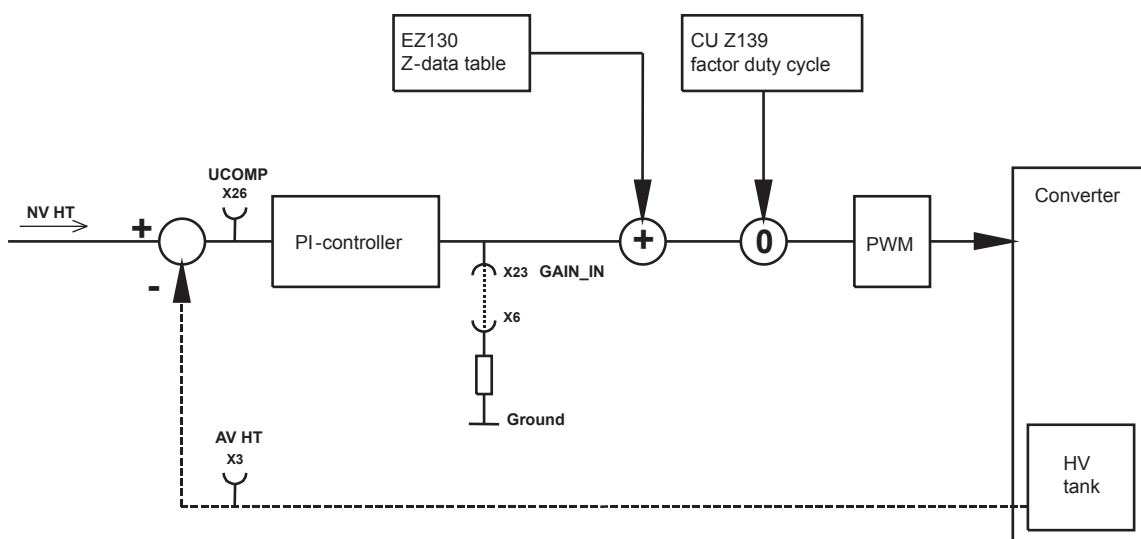 EZ130
Z-data table
CU Z139
factor duty cycle
NV HT
+
-
UCOMP
X26
PI-controller
X23 GAIN_IN
X6
Ground
+
0
PWM
Converter
AV HT
X3
HV
tank